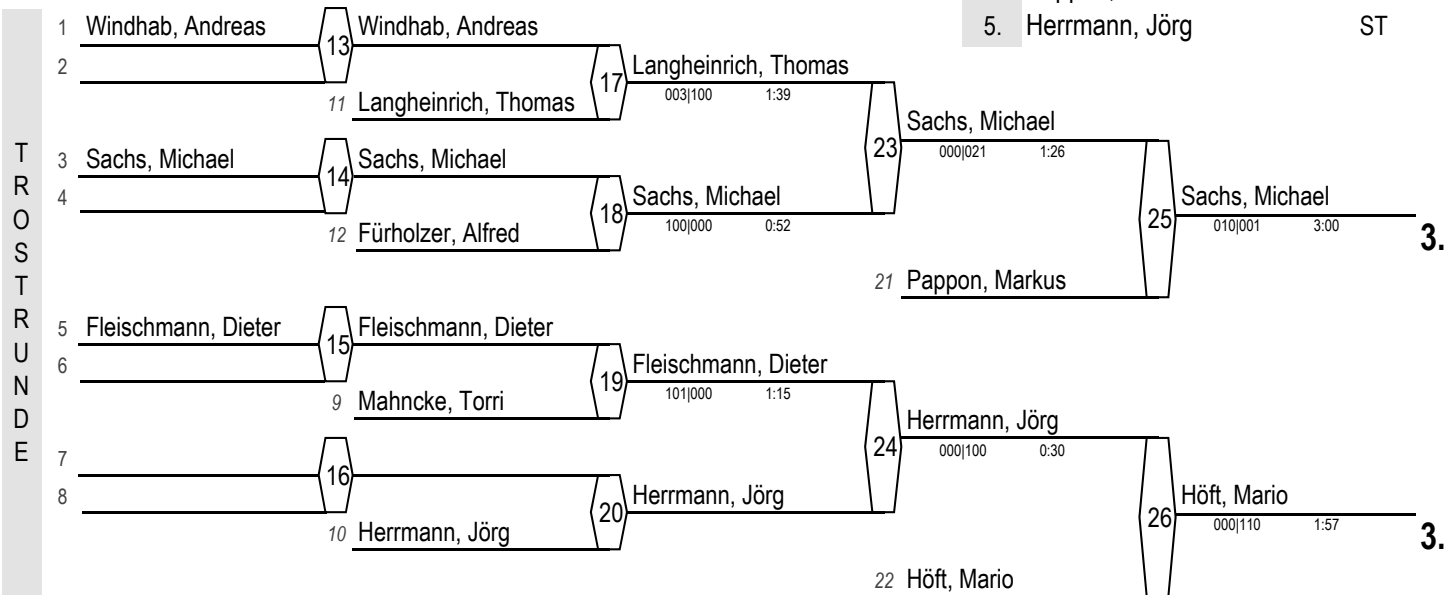 5. Herrmann, Jörg ST
TROSTRUNDE
1 Windhab, Andreas 13 Windhab, Andreas
2
17 Langheinrich, Thomas
003|100 1:39
11 Langheinrich, Thomas
23 Sachs, Michael
000|021 1:26
3 Sachs, Michael 14 Sachs, Michael
4
18 Sachs, Michael
100|000 0:52
12 Fürholzer, Alfred
25 Sachs, Michael
010|001 3:00
3.
21 Pappon, Markus
5 Fleischmann, Dieter 15 Fleischmann, Dieter
6
19 Fleischmann, Dieter
101|000 1:15
9 Mahncke, Torri
24 Herrmann, Jörg
000|100 0:30
7
16
8
20 Herrmann, Jörg
10 Herrmann, Jörg
26 Höft, Mario
000|110 1:57
3.
22 Höft, Mario